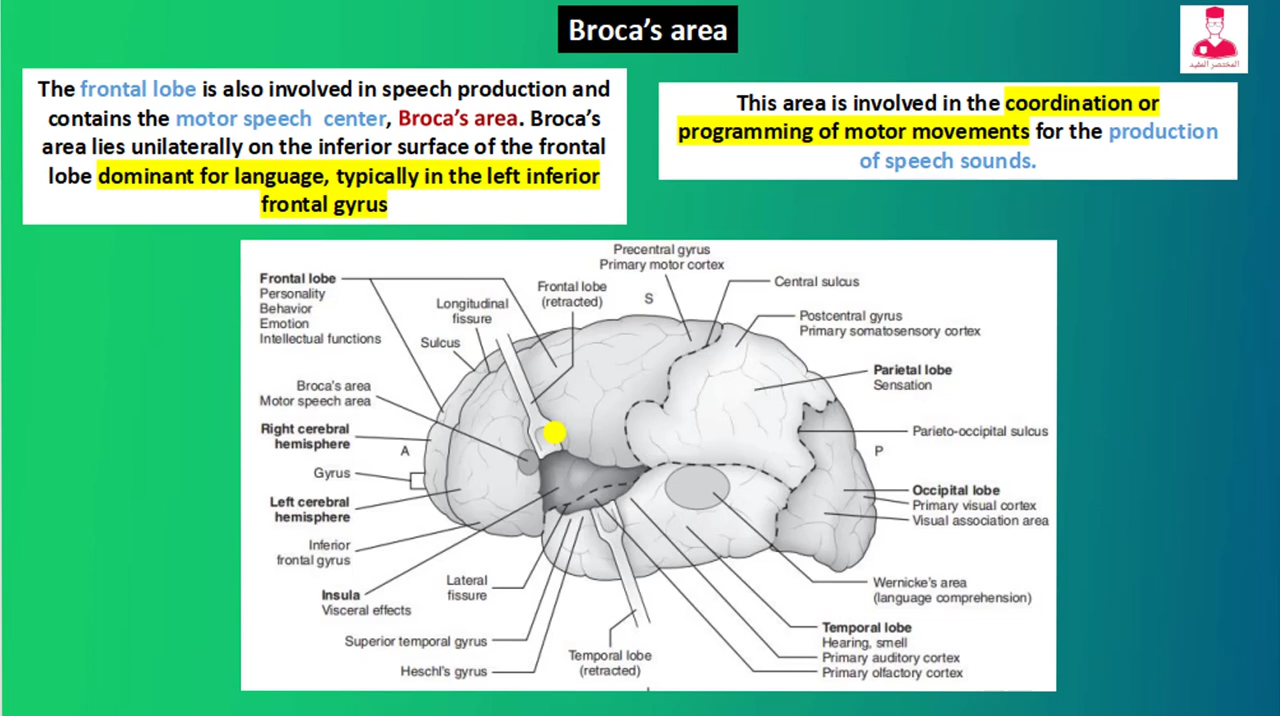 Broca's area
المختصر المفيد
The frontal lobe is also involved in speech production and
contains the motor speech center, Broca's area. Broca's
area lies unilaterally on the inferior surface of the frontal
lobe dominant for language, typically in the left inferior
frontal gyrus
This area is involved in the coordination or
programming of motor movements for the production
of speech sounds.
Precentral gyrus
Primary motor cortex
Frontal lobe
Personality
Behavior
Emotion
Intellectual functions
Longitudinal
fissure
Frontal lobe
(retracted)
S
Central sulcus
Postcentral gyrus
Primary somatosensory cortex
Sulcus
Parietal lobe
Sensation
Broca's area
Motor speech area
Right cerebral
hemisphere
A
Parieto-occipital sulcus
P
Gyrus
Left cerebral
hemisphere
Occipital lobe
Primary visual cortex
Visual association area
Inferior
frontal gyrus
Insula
Visceral effects
Lateral
fissure
Wernicke's area
(language comprehension)
Superior temporal gyrus
Heschl's gyrus
Temporal lobe
(retracted)
Temporal lobe
Hearing, smell
Primary auditory cortex
Primary olfactory cortex